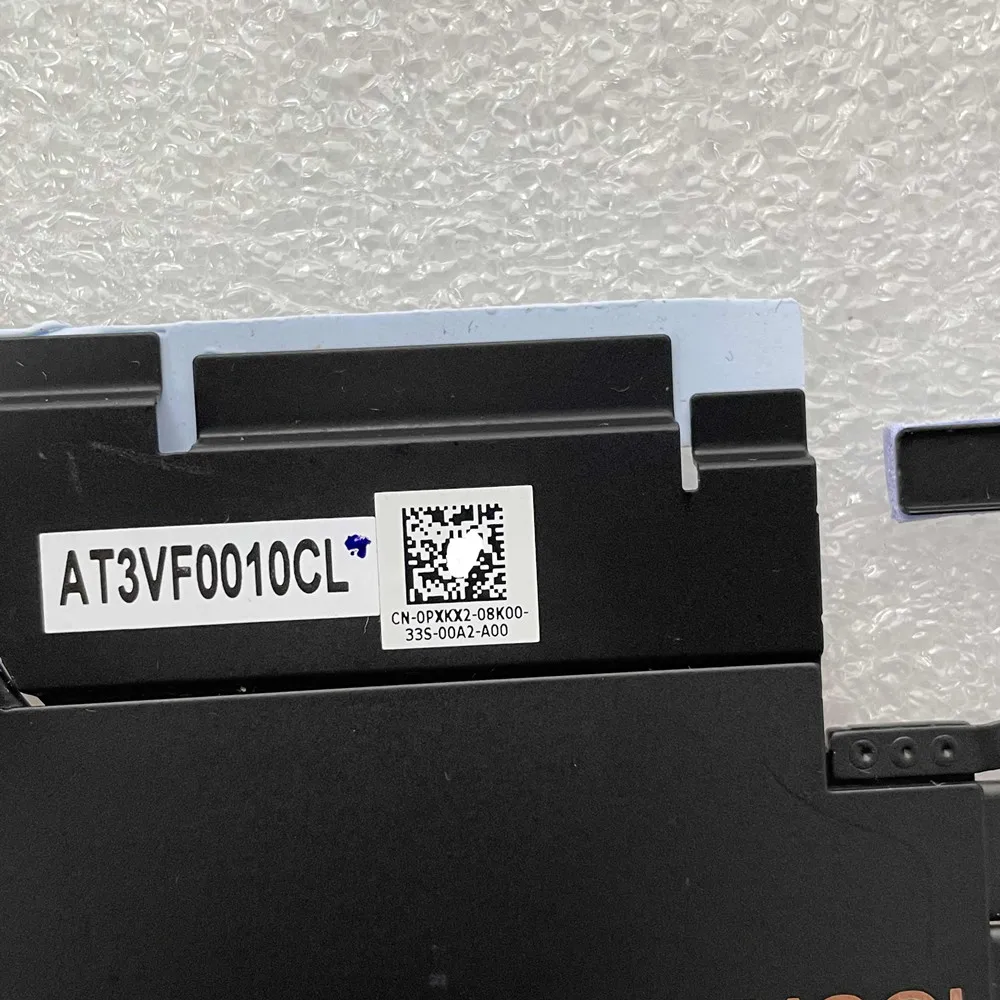 AT3VF0010CL
CN-0PXKX2-08K00-
33S-00A2-A00